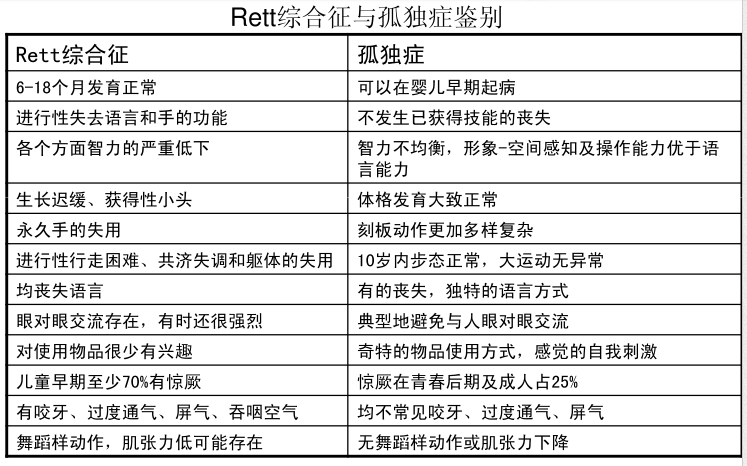 Rett综合征与孤独症鉴别
Rett综合征
孤独症
6-18个月发育正常
可以在婴儿早期起病
进行性失去语言和手的功能
不发生已获得技能的丧失
各个方面智力的严重低下
智力不均衡，形象-空间感知及操作能力优于语
言能力
生长迟缓、获得性小头
体格发育大致正常
永久手的失用
刻板动作更加多样复杂
进行性行走困难、共济失调和躯体的失用
10岁内步态正常，大运动无异常
均丧失语言
有的丧失，独特的语言方式
眼对眼交流存在，有时还很强烈
典型地避免与人眼对眼交流
对使用物品很少有兴趣
奇特的物品使用方式，感觉的自我刺激
儿童早期至少70%有惊厥
惊厥在青春后期及成人占25%
有咬牙、过度通气、屏气、吞咽空气
均不常见咬牙、过度通气、屏气
舞蹈样动作，肌张力低可能存在
无舞蹈样动作或肌张力下降